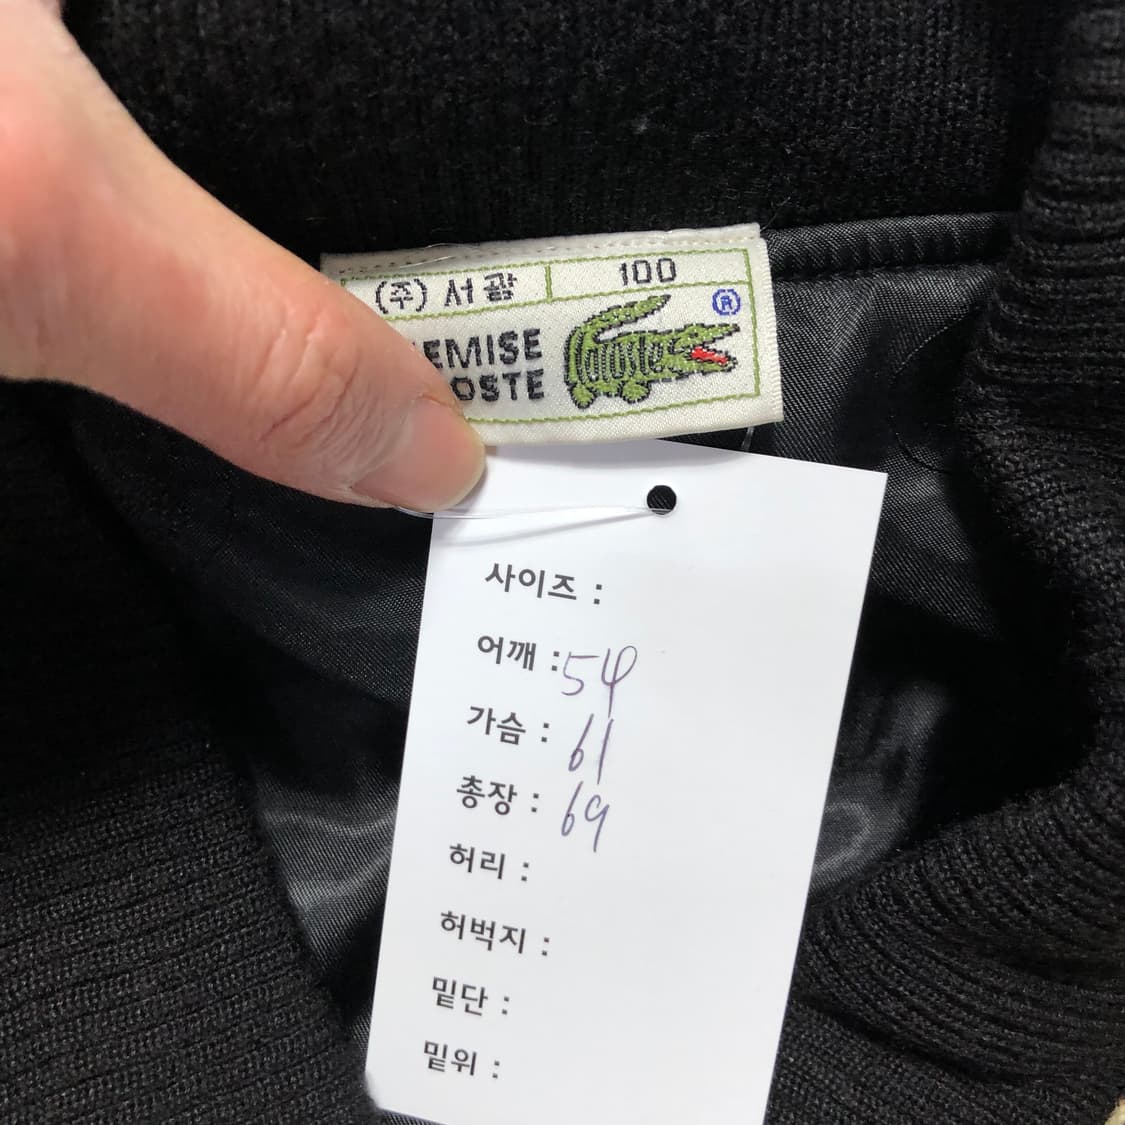 (주) 서광 100
®
EMISE
OSTE
Lacoste
사이즈 :
어깨 : 54
가슴 : 61
총장 : 69
허리 :
허벅지 :
밑단 :
밑위 :